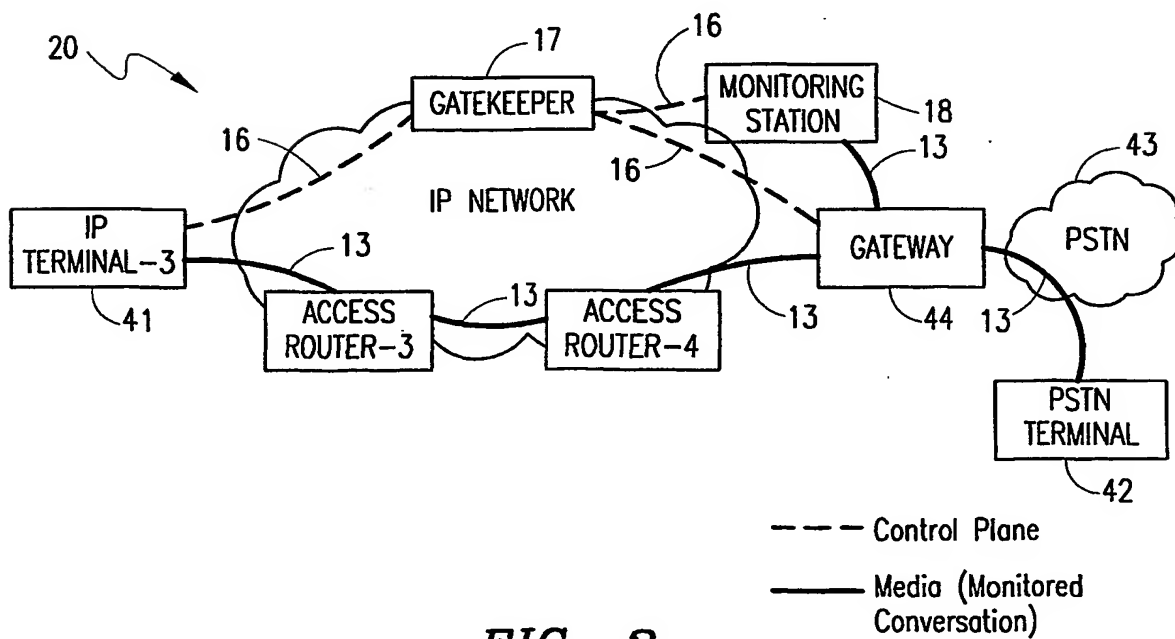 20
17
16
GATEKEEPER
MONITORING
STATION
18
16
16
13
43
IP NETWORK
IP
TERMINAL-3
GATEWAY
PSTN
13
41
13
13
13
44
13
ACCESS
ROUTER-3
ACCESS
ROUTER-4
PSTN
TERMINAL
42
Control Plane
Media (Monitored
Conversation)
FIG.